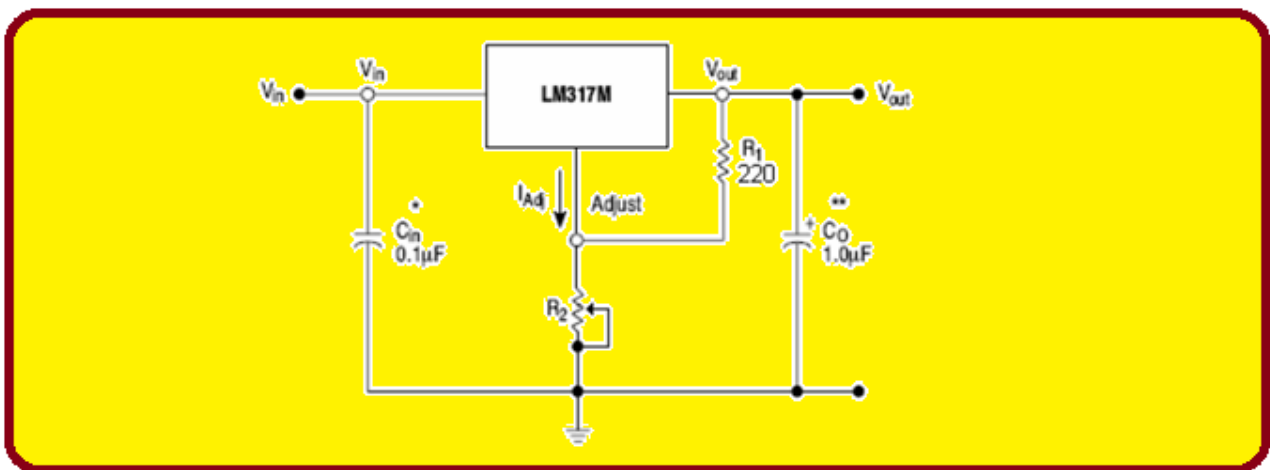 Vin
Vin
LM317M
Vout
Vout
R1
220
IAdj
Adjust
*
Cin
0.1µF
**
+
CO
1.0µF
R2